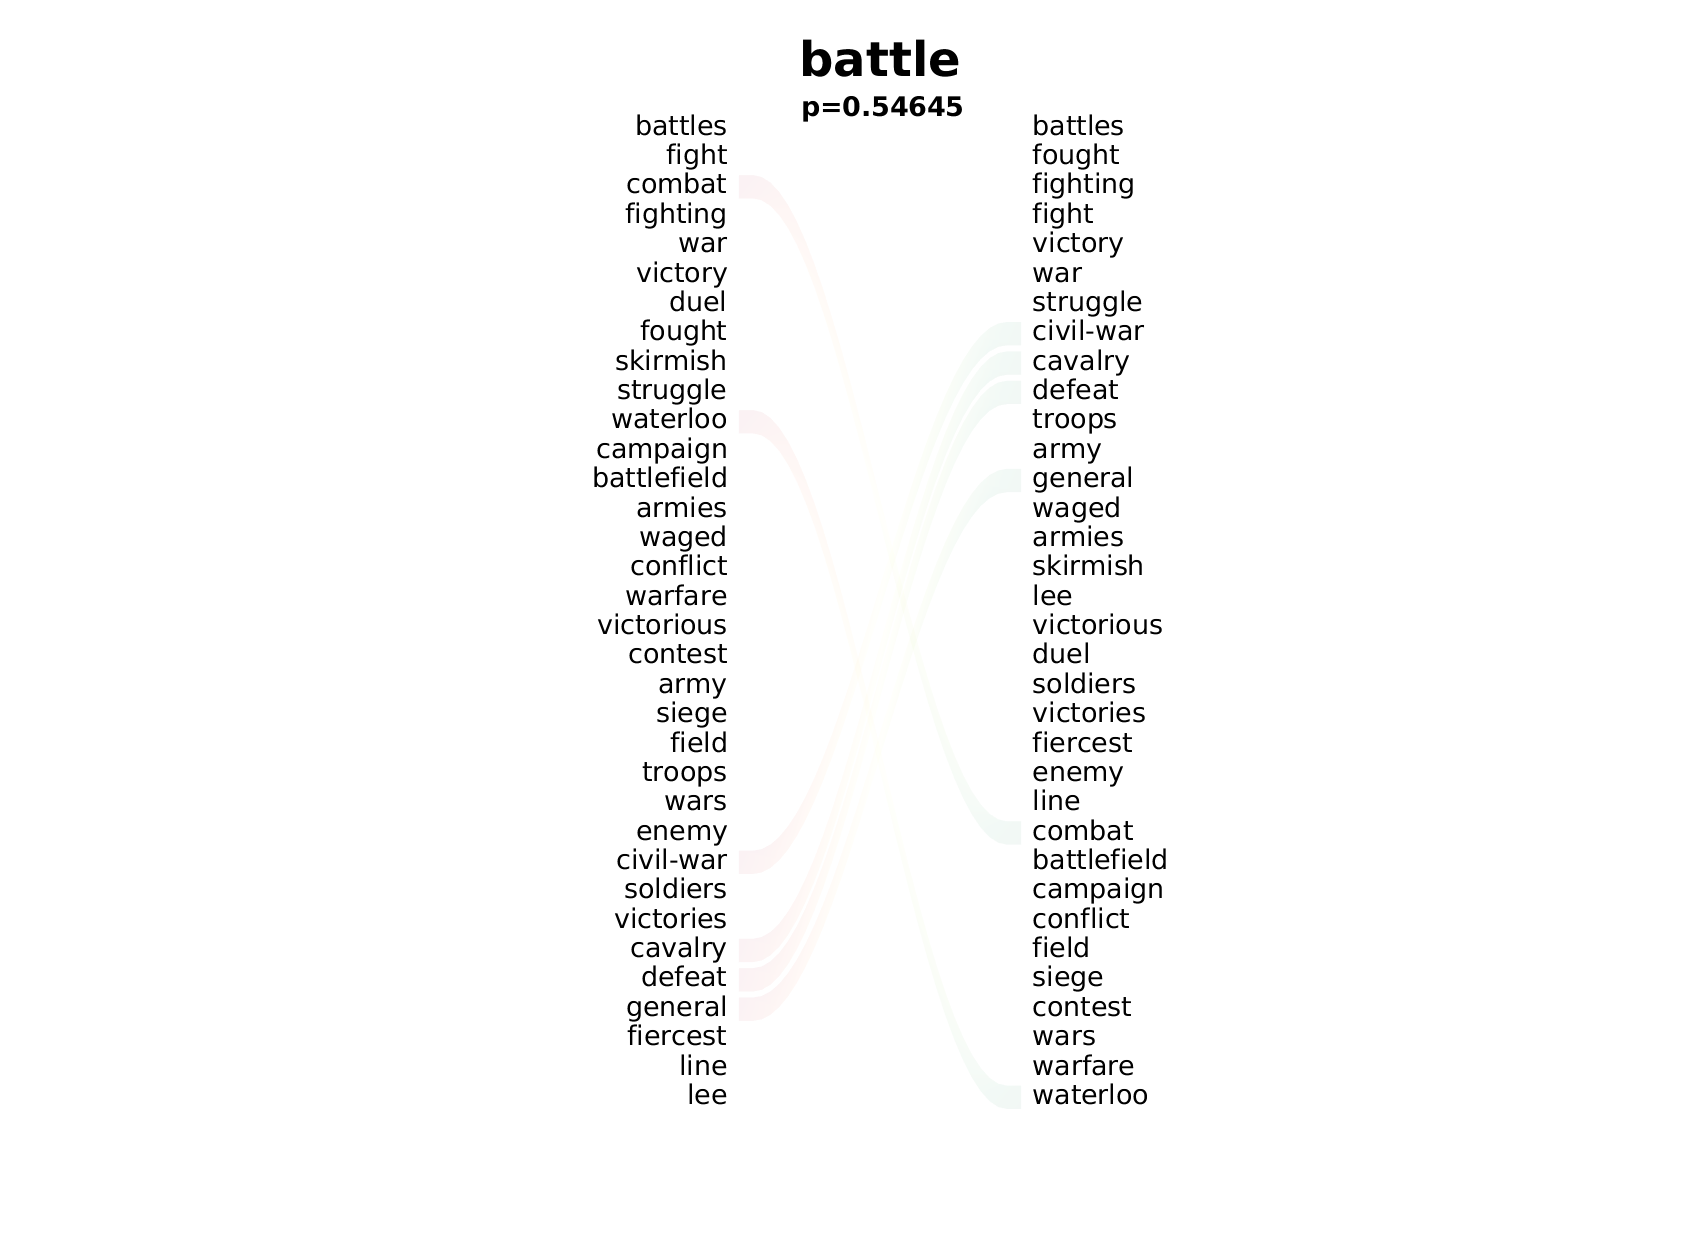 battle
p=0.54645
battles battles
fight fought
combat fighting
fighting fight
war victory
victory war
duel struggle
fought civil-war
skirmish cavalry
struggle defeat
waterloo troops
campaign army
battlefield general
armies waged
waged armies
conflict skirmish
warfare lee
victorious victorious
contest duel
army soldiers
siege victories
field fiercest
troops enemy
wars line
enemy combat
civil-war battlefield
soldiers campaign
victories conflict
cavalry field
defeat siege
general contest
fiercest wars
line warfare
lee waterloo